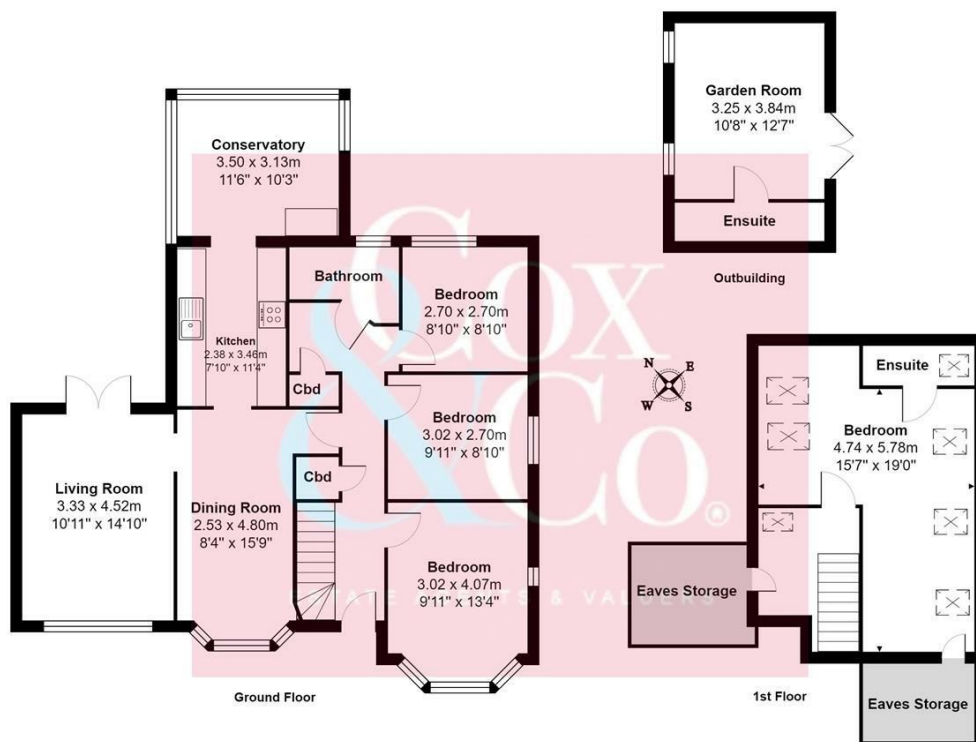 Conservatory
3.50 x 3.13m
11'6" x 10'3"
Garden Room
3.25 x 3.84m
10'8" x 12'7"
Ensuite
Outbuilding
Bathroom
Bedroom
2.70 x 2.70m
8'10" x 8'10"
Kitchen
2.38 x 3.46m
7'10" x 11'4"
Cbd
Bedroom
3.02 x 2.70m
9'11" x 8'10"
Living Room
3.33 x 4.52m
10'11" x 14'10"
Dining Room
2.53 x 4.80m
8'4" x 15'9"
Cbd
Bedroom
3.02 x 4.07m
9'11" x 13'4"
Ground Floor
N
E
W
S
Ensuite
Bedroom
4.74 x 5.78m
15'7" x 19'0"
Eaves Storage
1st Floor
Eaves Storage
COX
&CO.®
ESTATE AGENTS & VALUERS